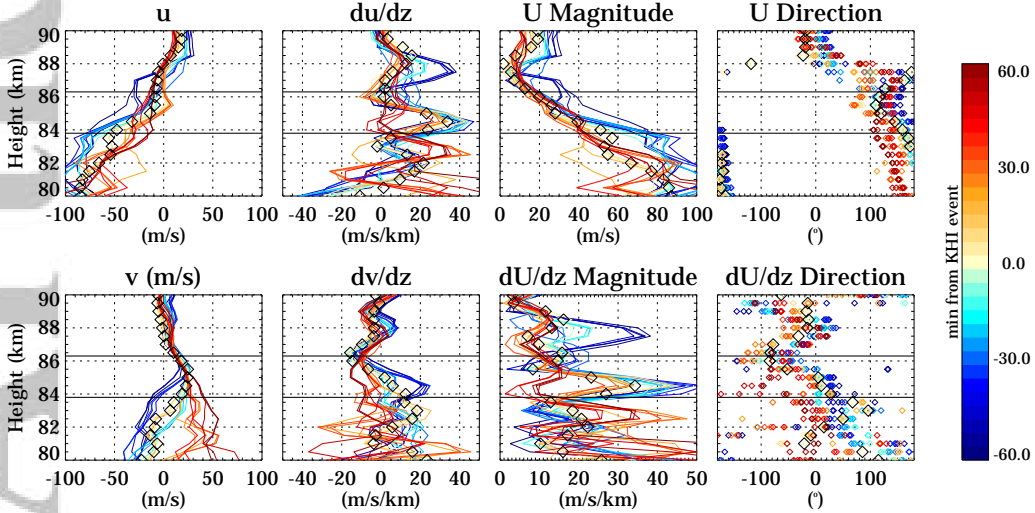 u du/dz U Magnitude U Direction
90
88
86
84
82
80
Height (km)
-100 -50 0 50 100 -40 -20 0 20 40 0 20 40 60 80 100 -100 0 100
(m/s) (m/s/km) (m/s) (°)
v (m/s) dv/dz dU/dz Magnitude dU/dz Direction
90
88
86
84
82
80
Height (km)
-100 -50 0 50 100 -40 -20 0 20 40 0 10 20 30 40 50 -100 0 100
(m/s) (m/s/km) (m/s/km) (°)
60.0
30.0
0.0
-30.0
-60.0
min from KHI event